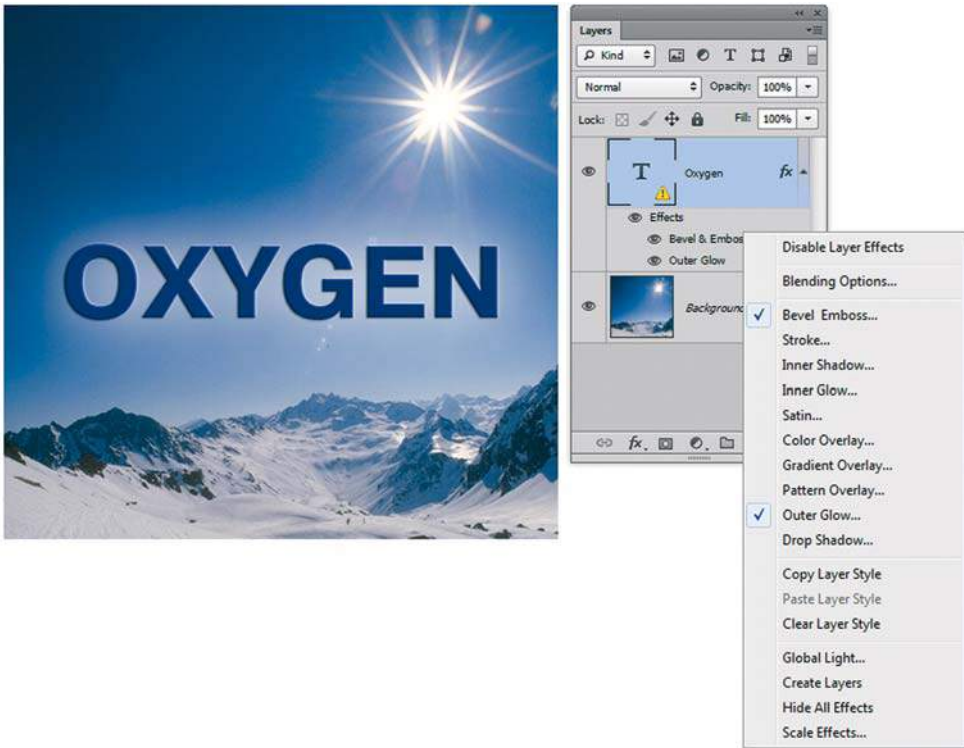 OXYGEN
Layers
Kind
T
Normal
Opacity: 100%
Lock:
Fill: 100%
T
Oxygen
fx
Effects
Bevel & Embos
Outer Glow
Background
fx.
Disable Layer Effects
Blending Options...
Bevel Emboss...
Stroke...
Inner Shadow...
Inner Glow...
Satin...
Color Overlay...
Gradient Overlay...
Pattern Overlay...
Outer Glow...
Drop Shadow...
Copy Layer Style
Paste Layer Style
Clear Layer Style
Global Light...
Create Layers
Hide All Effects
Scale Effects...